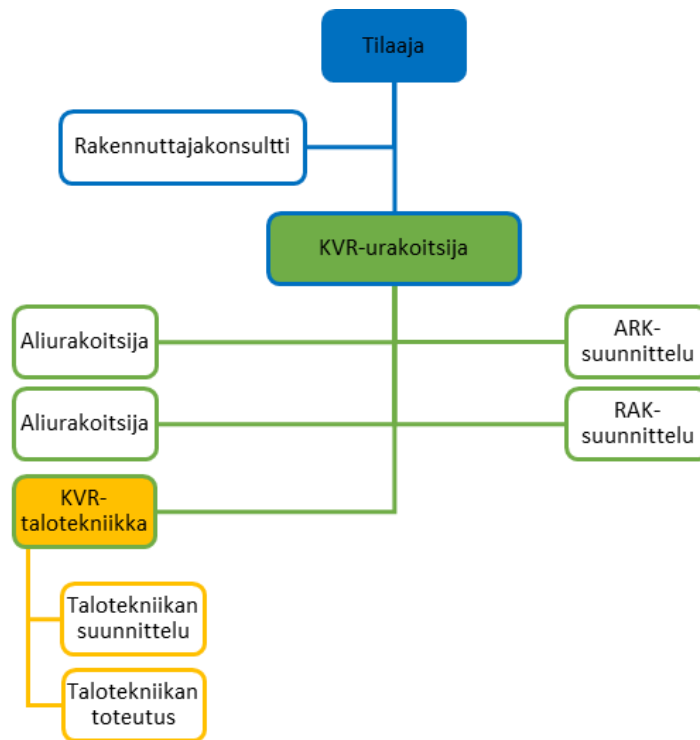 Tilaaja
Rakennuttajakonsultti
KVR-urakoitsija
Aliurakoitsija
ARK-
suunnittelu
Aliurakoitsija
RAK-
suunnittelu
KVR-
talotekniikka
Talotekniikan
suunnittelu
Talotekniikan
toteutus